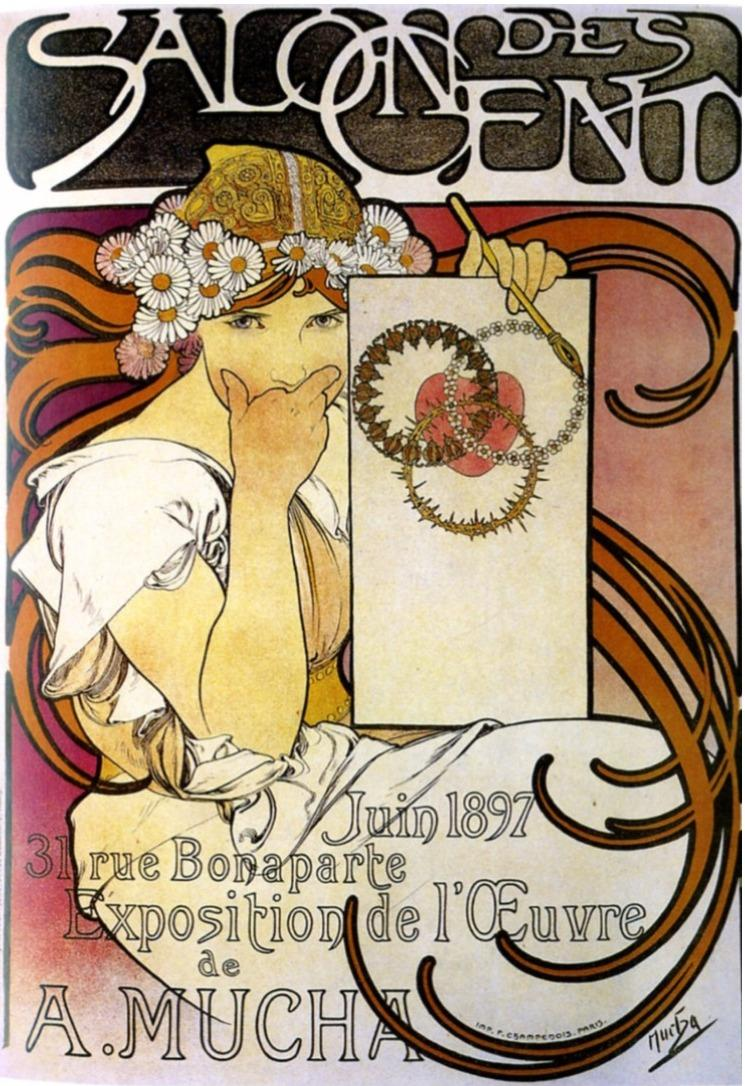 SALON DES
CENT
Juin 1897
31 rue Bonaparte
Exposition de l'Œuvre
de
A. MUCHA
IMP. F. CHAMPENOIS. PARIS.
Mucha